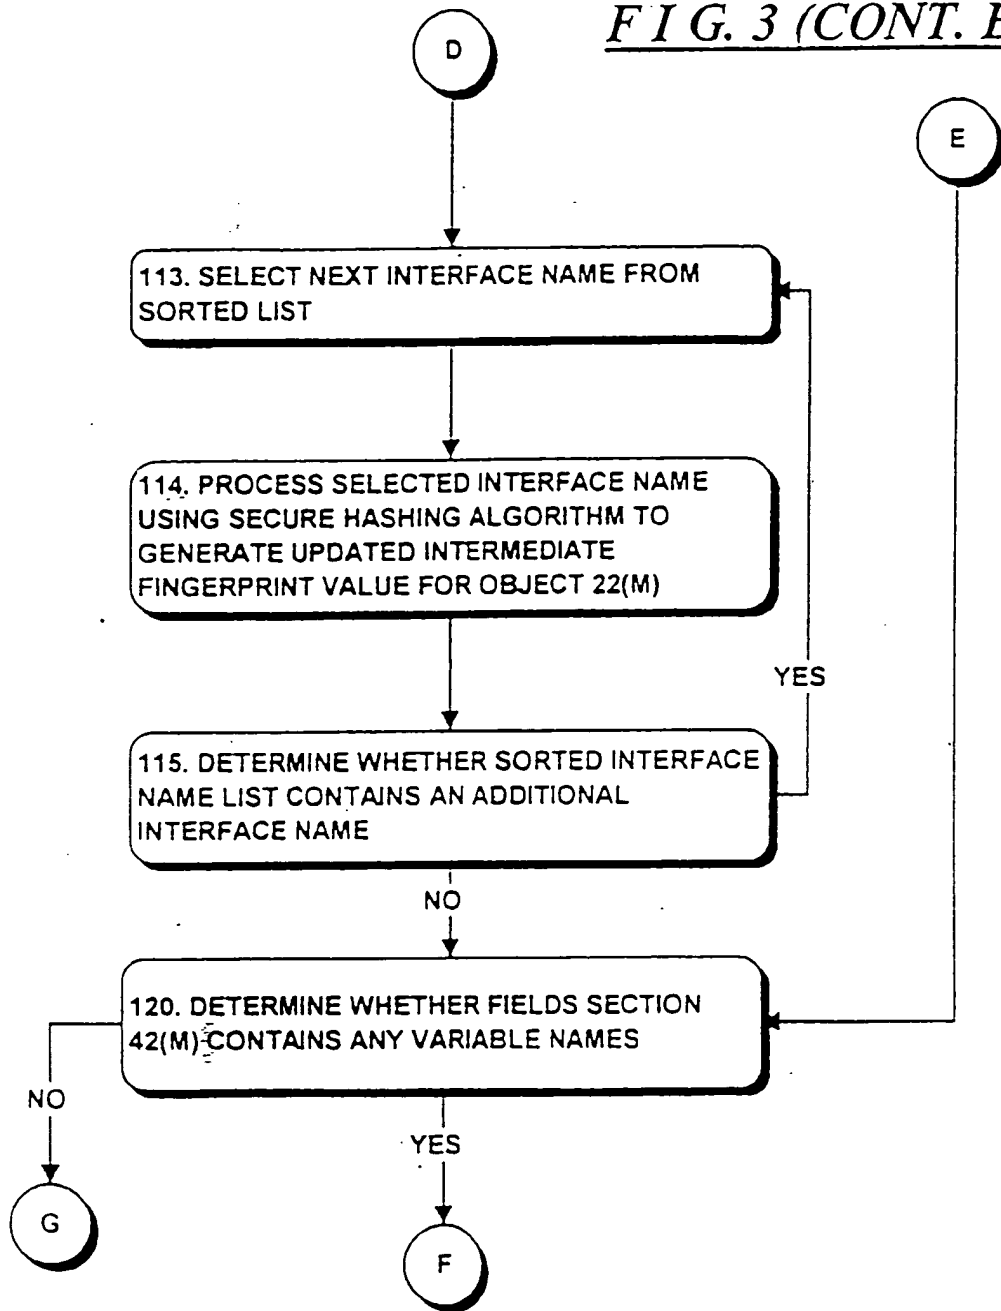 F I G. 3 (CONT. E
D
E
113. SELECT NEXT INTERFACE NAME FROM
SORTED LIST
114. PROCESS SELECTED INTERFACE NAME
USING SECURE HASHING ALGORITHM TO
GENERATE UPDATED INTERMEDIATE
FINGERPRINT VALUE FOR OBJECT 22(M)
YES
115. DETERMINE WHETHER SORTED INTERFACE
NAME LIST CONTAINS AN ADDITIONAL
INTERFACE NAME
NO
120. DETERMINE WHETHER FIELDS SECTION
42(M) CONTAINS ANY VARIABLE NAMES
NO
YES
G
F